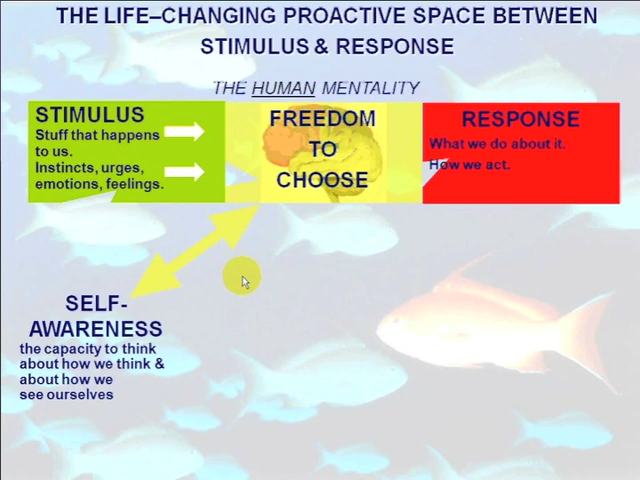 THE LIFE–CHANGING PROACTIVE SPACE BETWEEN
STIMULUS & RESPONSE
THE HUMAN MENTALITY
STIMULUS
Stuff that happens
to us.
Instincts, urges,
emotions, feelings.
FREEDOM
TO
CHOOSE
RESPONSE
What we do about it.
How we act.
SELF-
AWARENESS
the capacity to think
about how we think &
about how we
see ourselves